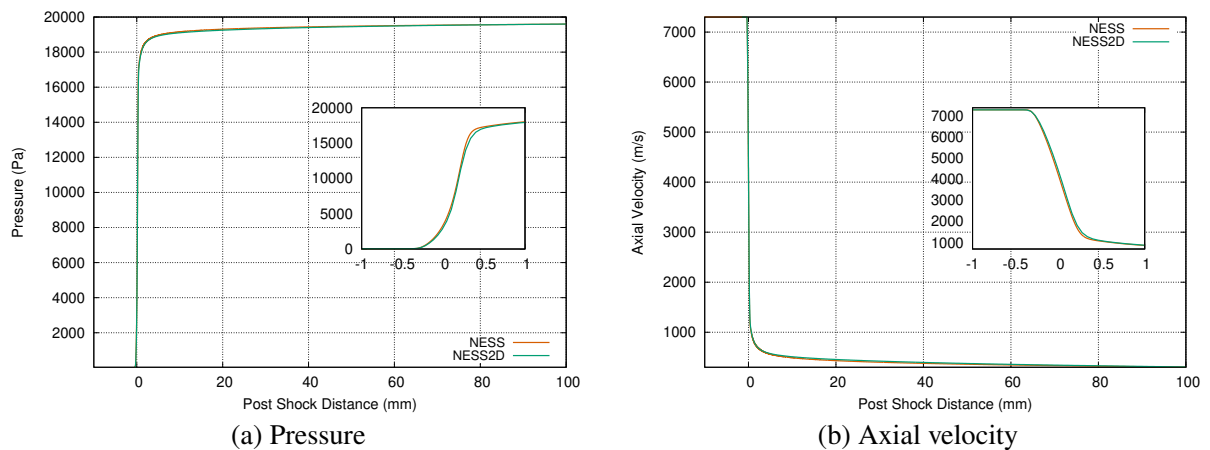 20000
18000
16000
14000
12000
10000
8000
6000
4000
2000
Pressure (Pa)
0 20 40 60 80 100
Post Shock Distance (mm)
20000
15000
10000
5000
0
-1 -0.5 0 0.5 1
NESS
NESS2D
(a) Pressure
7000
6000
5000
4000
3000
2000
1000
Axial Velocity (m/s)
0 20 40 60 80 100
Post Shock Distance (mm)
NESS
NESS2D
7000
6000
5000
4000
3000
2000
1000
-1 -0.5 0 0.5 1
(b) Axial velocity